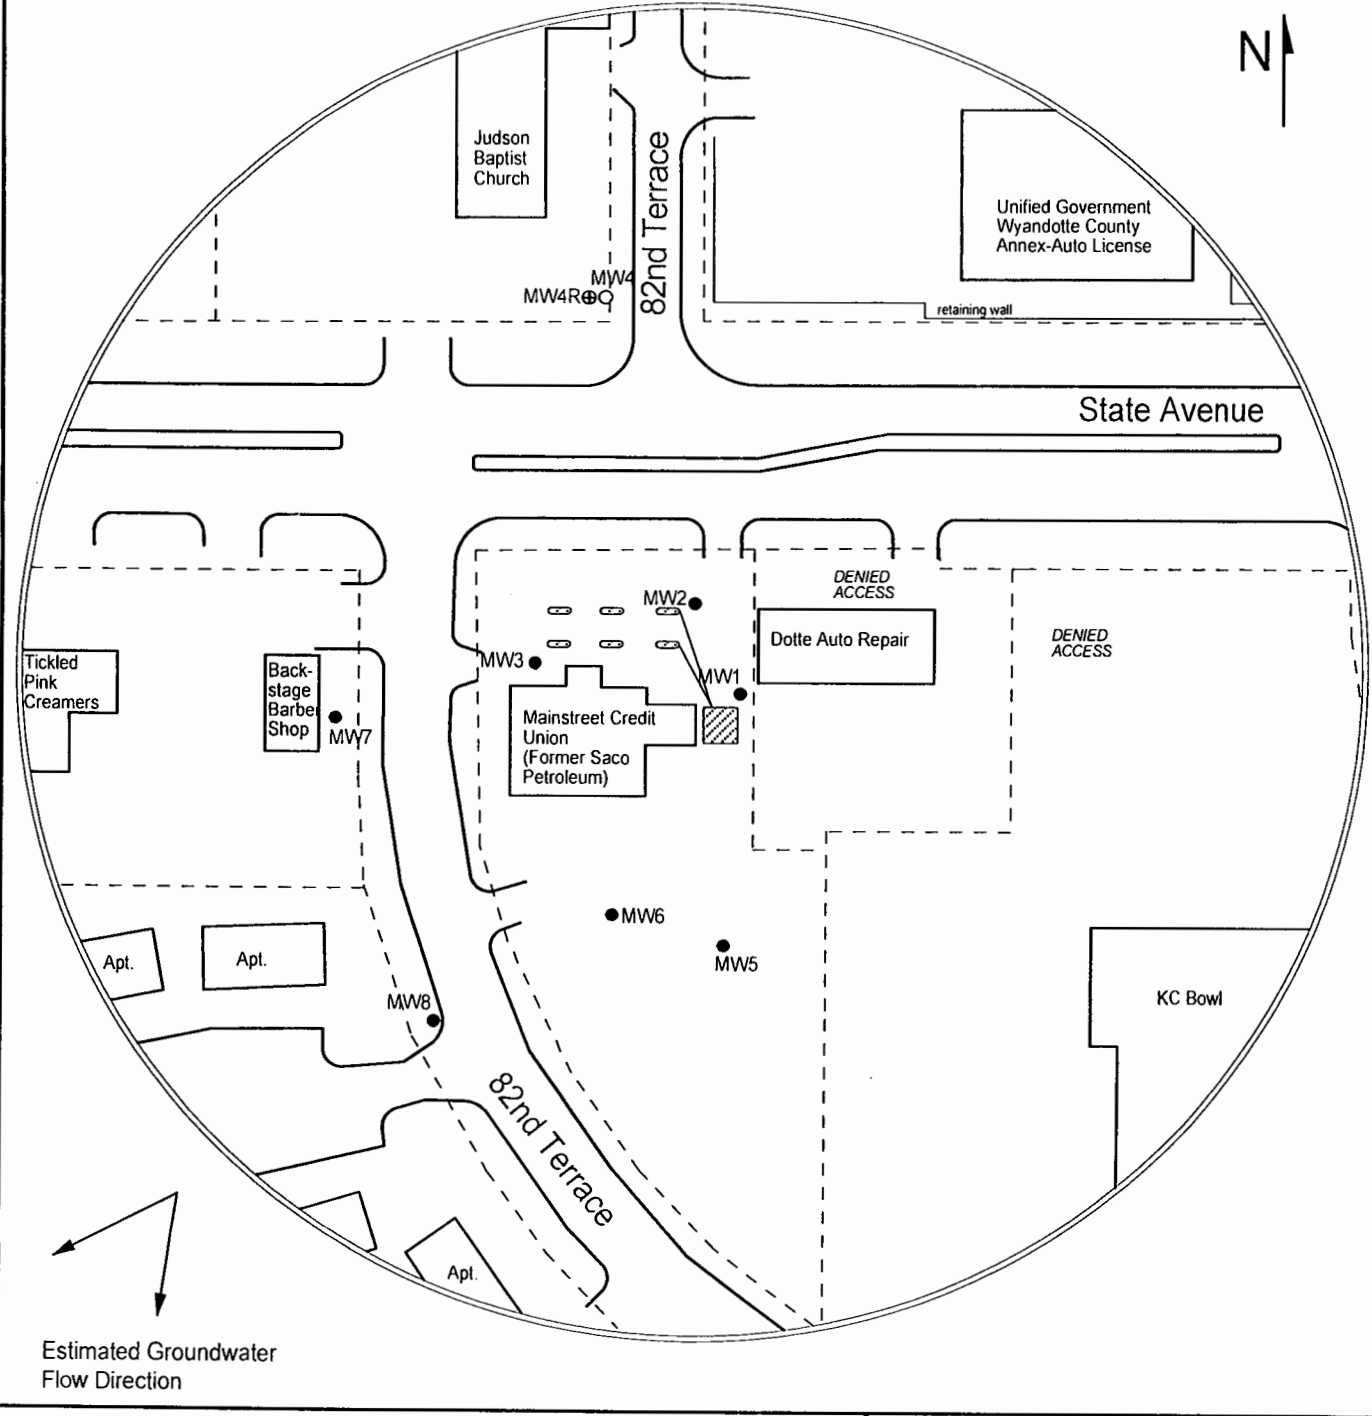 N
Judson
Baptist
Church
82nd Terrace
Unified Government
Wyandotte County
Annex-Auto License
MW4
MW4R
retaining wall
State Avenue
DENIED
ACCESS
MW2
Dotte Auto Repair
DENIED
ACCESS
Tickled
Pink
Creamers
Back-
stage
Barber
Shop
MW3
MW1
Mainstreet Credit
Union
(Former Saco
Petroleum)
MW7
MW6
Apt.
Apt.
MW5
KC Bowl
MW8
82nd Terrace
Apt.
Estimated Groundwater
Flow Direction